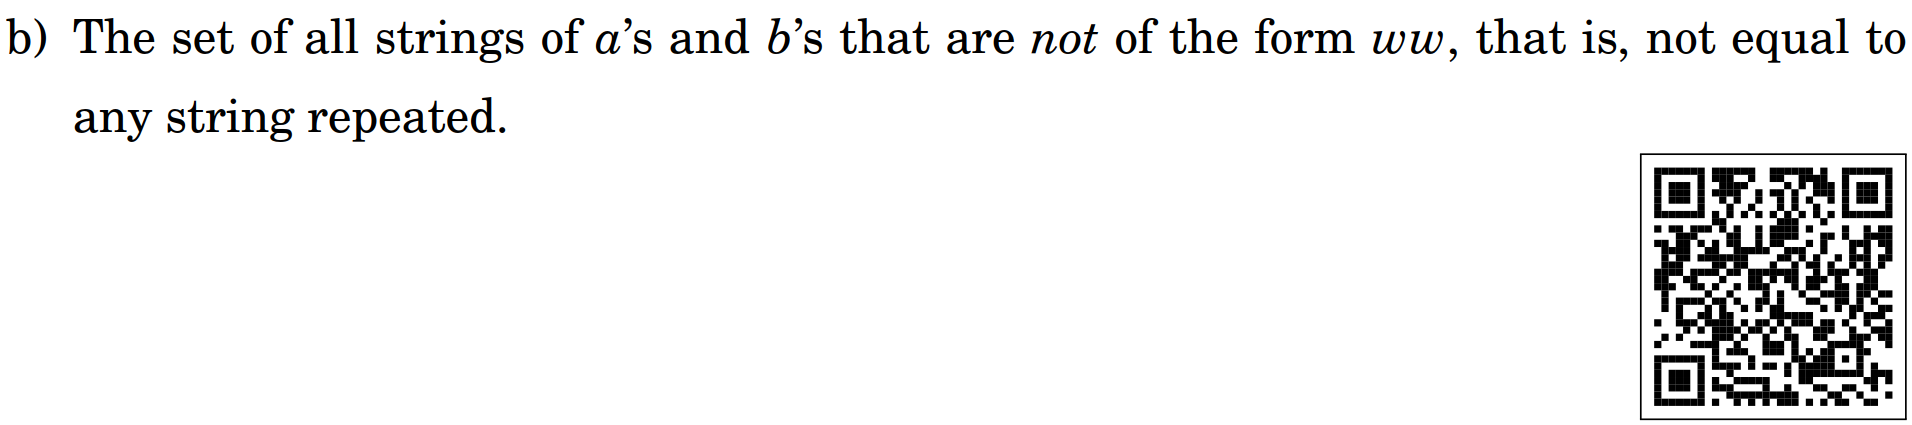 b) The set of all strings of a’s and b’s that are not of the form ww, that is, not equal to
any string repeated.